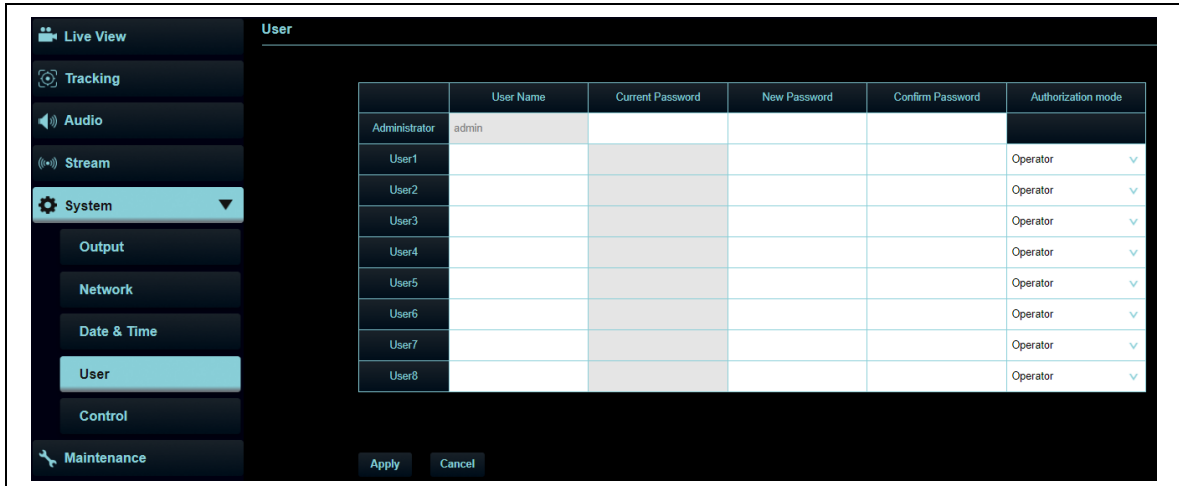 Live View
Tracking
Audio
Stream
System
Output
Network
Date & Time
User
Control
Maintenance
User
User Name Current Password New Password Confirm Password Authorization mode
Administrator admin
User1 Operator
User2 Operator
User3 Operator
User4 Operator
User5 Operator
User6 Operator
User7 Operator
User8 Operator
Apply Cancel